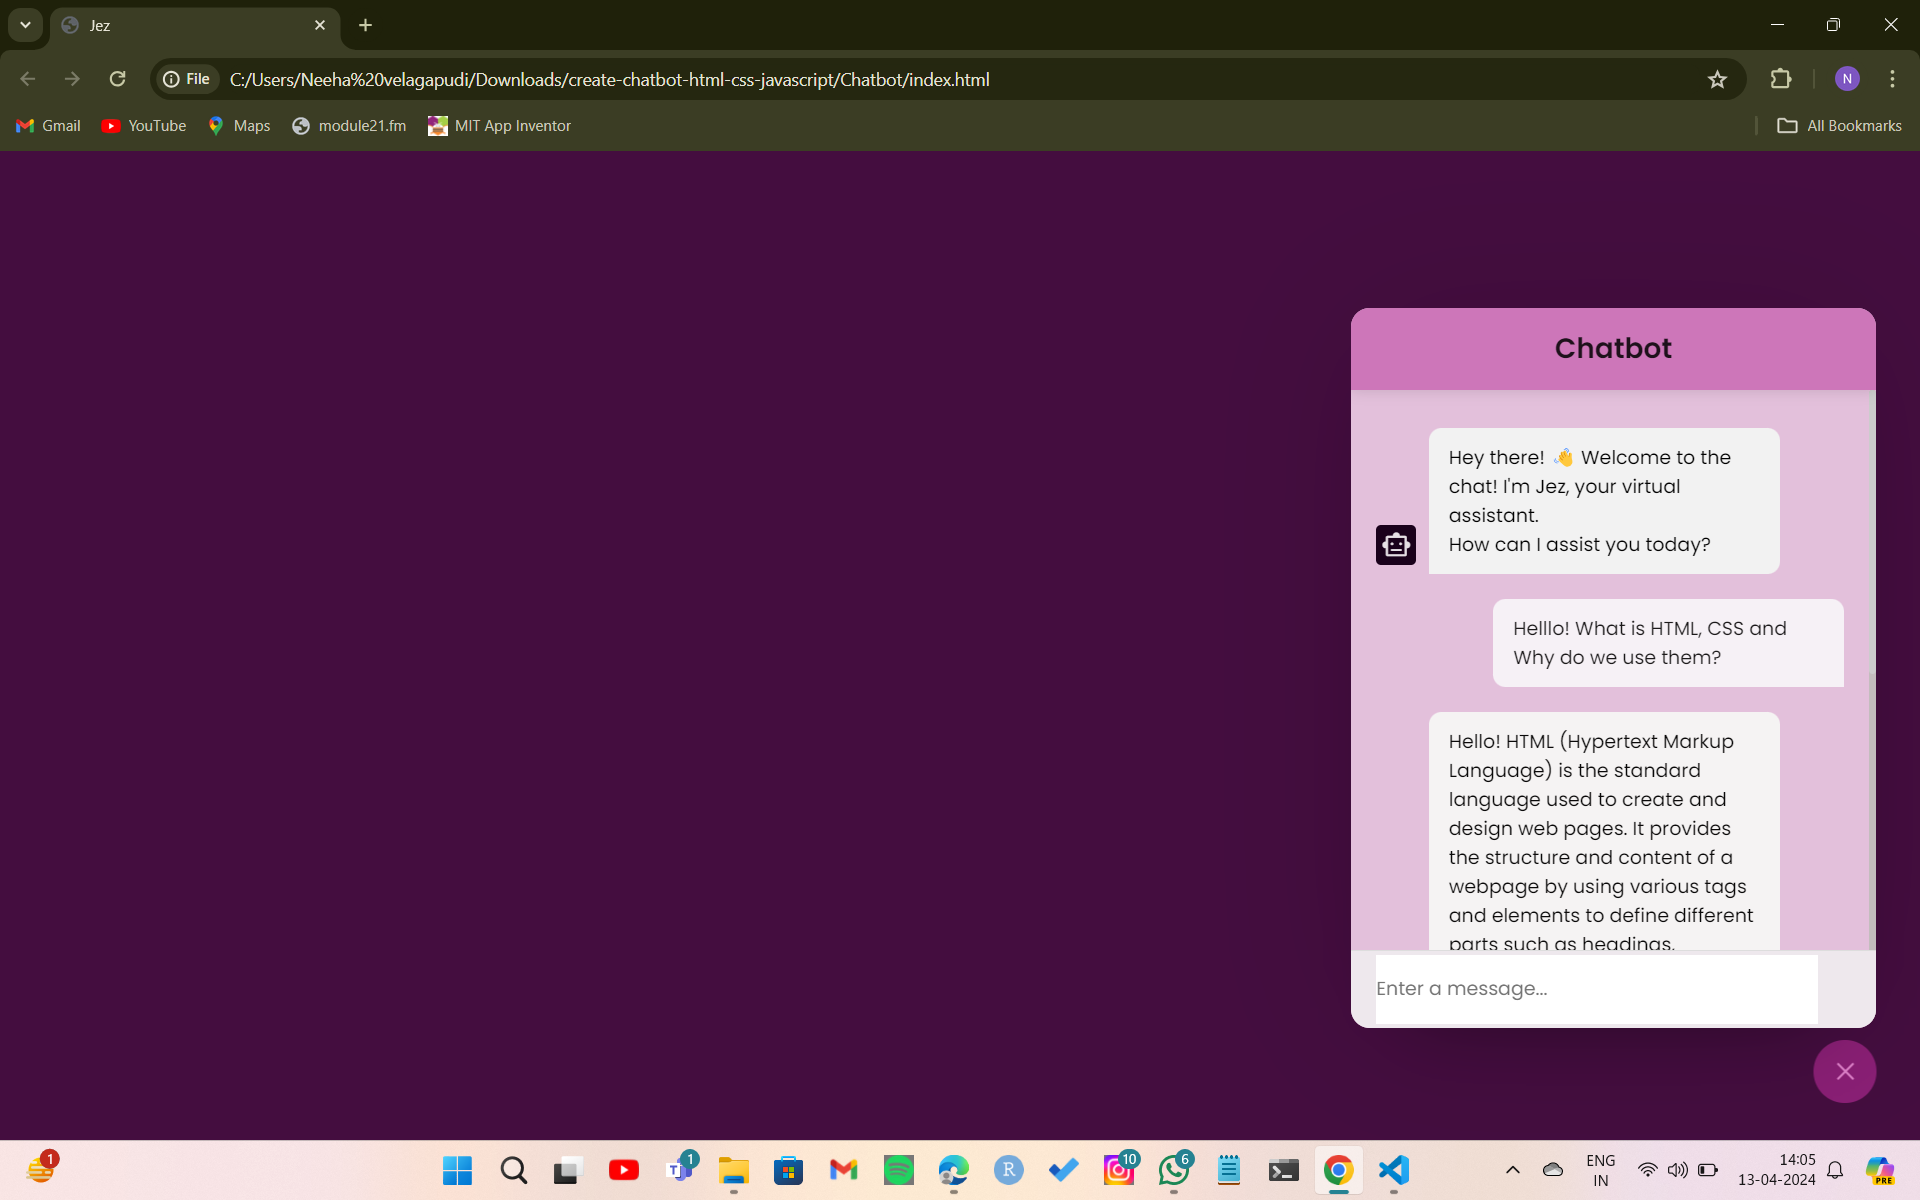 Jez
File
C:/Users/Neeha%20velagapudi/Downloads/create-chatbot-html-css-javascript/Chatbot/index.html
N
Gmail
YouTube
Maps
module21.fm
MIT App Inventor
All Bookmarks
Chatbot
Hey there! 👋 Welcome to the
chat! I'm Jez, your virtual
assistant.
How can I assist you today?
Helllo! What is HTML, CSS and
Why do we use them?
Hello! HTML (Hypertext Markup
Language) is the standard
language used to create and
design web pages. It provides
the structure and content of a
webpage by using various tags
and elements to define different
parts such as headings,
Enter a message...
1
1
R
10
6
ENG
IN
14:05
13-04-2024
PRE